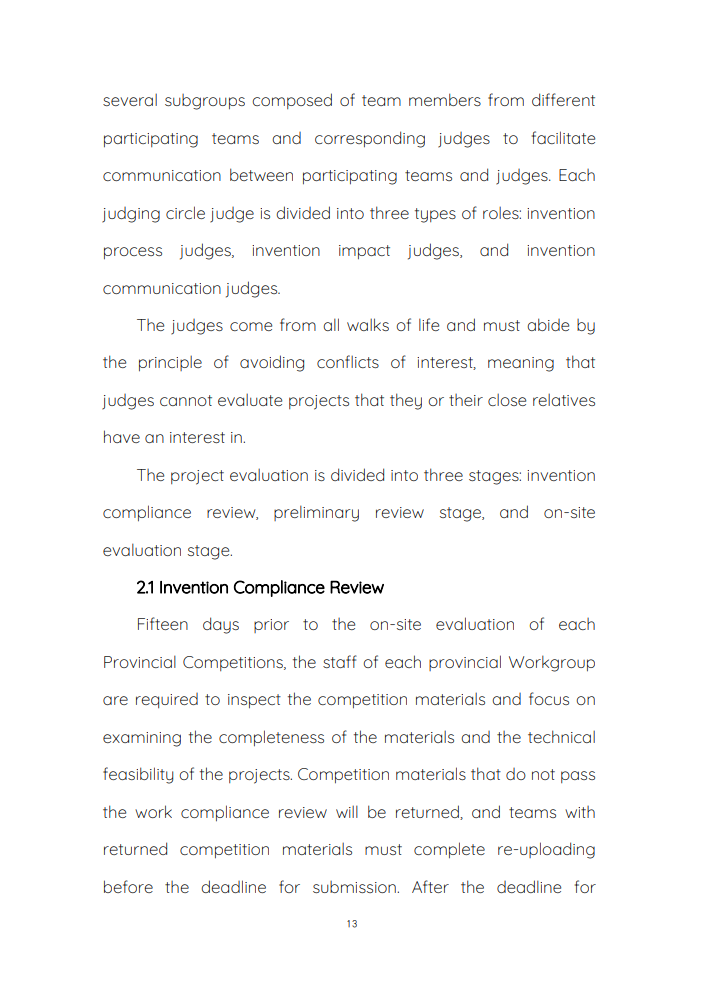 several subgroups composed of team members from different
participating teams and corresponding judges to facilitate
communication between participating teams and judges. Each
judging circle judge is divided into three types of roles: invention
process judges, invention impact judges, and invention
communication judges.
The judges come from all walks of life and must abide by
the principle of avoiding conflicts of interest, meaning that
judges cannot evaluate projects that they or their close relatives
have an interest in.
The project evaluation is divided into three stages: invention
compliance review, preliminary review stage, and on-site
evaluation stage.
2.1 Invention Compliance Review
Fifteen days prior to the on-site evaluation of each
Provincial Competitions, the staff of each provincial Workgroup
are required to inspect the competition materials and focus on
examining the completeness of the materials and the technical
feasibility of the projects. Competition materials that do not pass
the work compliance review will be returned, and teams with
returned competition materials must complete re-uploading
before the deadline for submission. After the deadline for
13